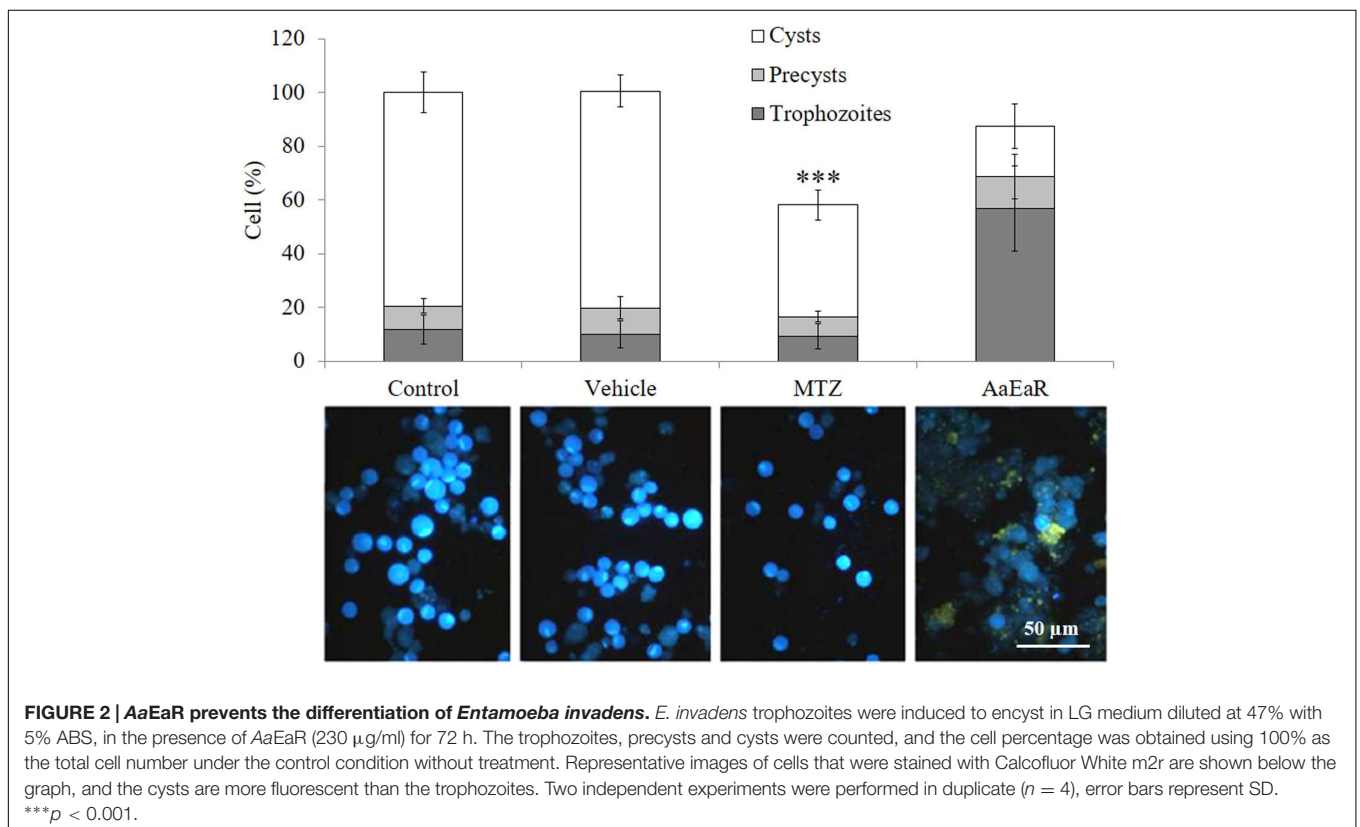 120
100
80
60
40
20
0
Cell (%)
Cysts
Precysts
Trophozoites
***
Control
Vehicle
MTZ
AaEaR
50 µm
FIGURE 2 | AaEaR prevents the differentiation of Entamoeba invadens. E. invadens trophozoites were induced to encyst in LG medium diluted at 47% with
5% ABS, in the presence of AaEaR (230 µg/ml) for 72 h. The trophozoites, precysts and cysts were counted, and the cell percentage was obtained using 100% as
the total cell number under the control condition without treatment. Representative images of cells that were stained with Calcofluor White m2r are shown below the
graph, and the cysts are more fluorescent than the trophozoites. Two independent experiments were performed in duplicate (n = 4), error bars represent SD.
***p < 0.001.